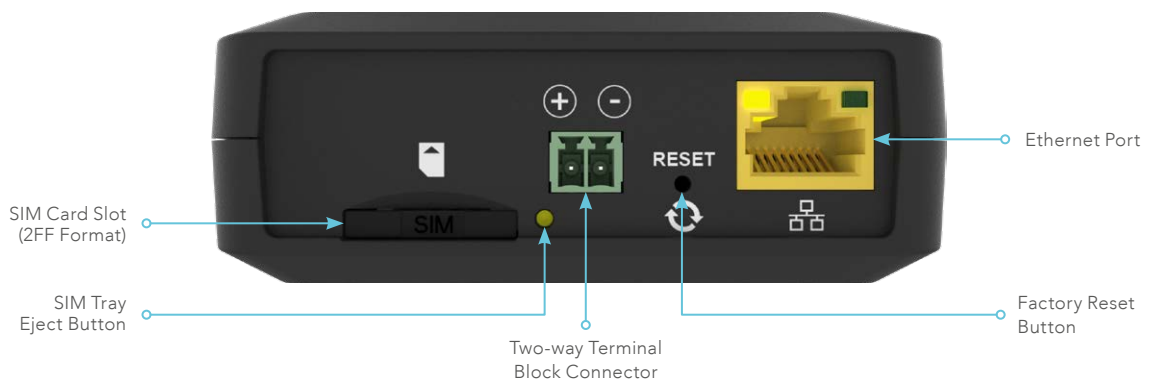 RESET
SIM
Ethernet Port
SIM Card Slot
(2FF Format)
SIM Tray
Eject Button
Two-way Terminal
Block Connector
Factory Reset
Button